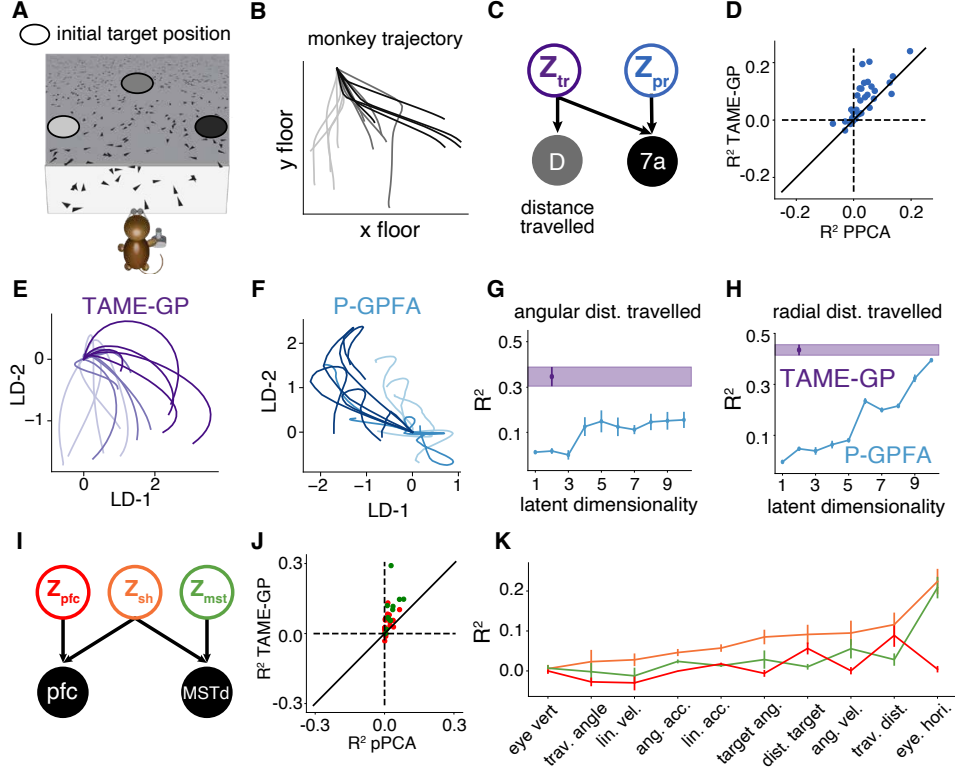 A
initial target position
B
monkey trajectory
y floor
x floor
C
Z_tr
Z_pr
D
7a
distance
travelled
D
R² TAME-GP
0.2
0.0
-0.2
-0.2
0.0
0.2
R² PPCA
E
TAME-GP
LD-2
0
−1
0
2
LD-1
F
P-GPFA
LD-2
2
1
0
−2
−1
0
1
LD-1
G
angular dist. travelled
R²
0.5
0.3
0.1
1
3
5
7
9
latent dimensionality
H
radial dist. travelled
R²
0.5
0.3
0.1
TAME-GP
P-GPFA
1
3
5
7
9
latent dimensionality
I
Z_pfc
Z_sh
Z_mst
pfc
MSTd
J
R² TAME-GP
0.3
0.0
-0.3
-0.3
0.0
0.3
R² pPCA
K
R²
0.2
0.1
0.0
eye vert
trav. angle
lin. vel.
ang. acc.
lin. acc.
target ang.
dist. target
ang. vel.
trav. dist.
eye. hori.